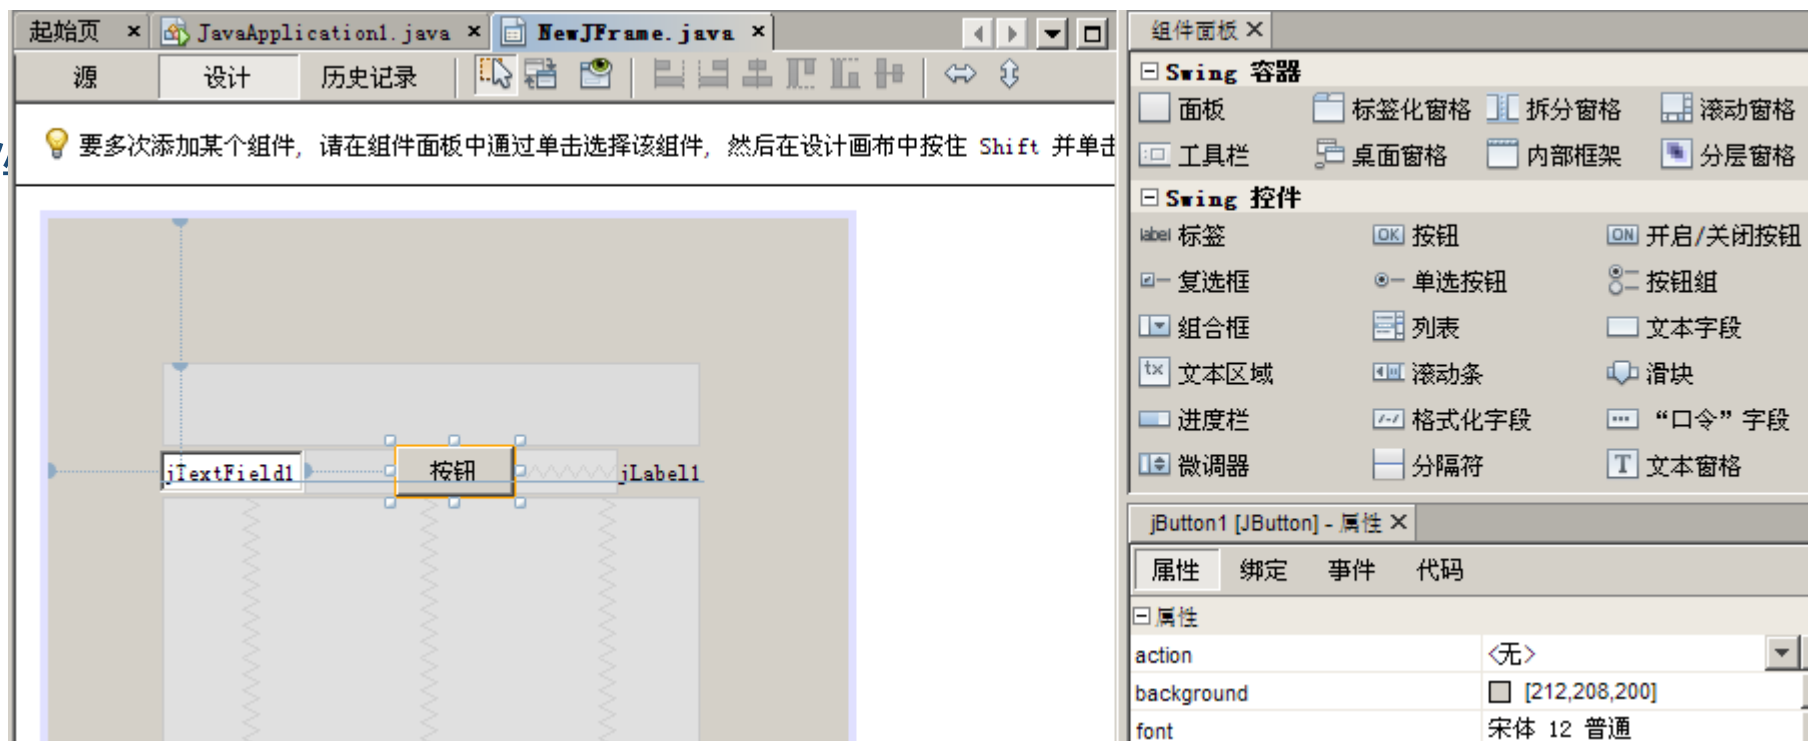 起始页 JavaApplication1.java NewJFrame.java
源 设计 历史记录
要多次添加某个组件, 请在组件面板中通过单击选择该组件, 然后在设计画布中按住 Shift 并单击
jTextField1 按钮 jLabel1
组件面板
Swing 容器
面板 标签化窗格 拆分窗格 滚动窗格
工具栏 桌面窗格 内部框架 分层窗格
Swing 控件
label 标签 OK 按钮 ON 开启/关闭按钮
复选框 单选按钮 按钮组
组合框 列表 文本字段
tx 文本区域 滚动条 滑块
进度栏 格式化字段 “口令”字段
微调器 分隔符 T 文本窗格
jButton1 [JButton] - 属性
属性 绑定 事件 代码
属性
action <无>
background [212,208,200]
font 宋体 12 普通